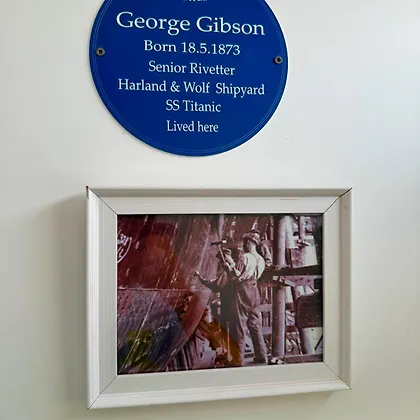 George Gibson
Born 18.5.1873
Senior Rivetter
Harland & Wolf Shipyard
SS Titanic
Lived here